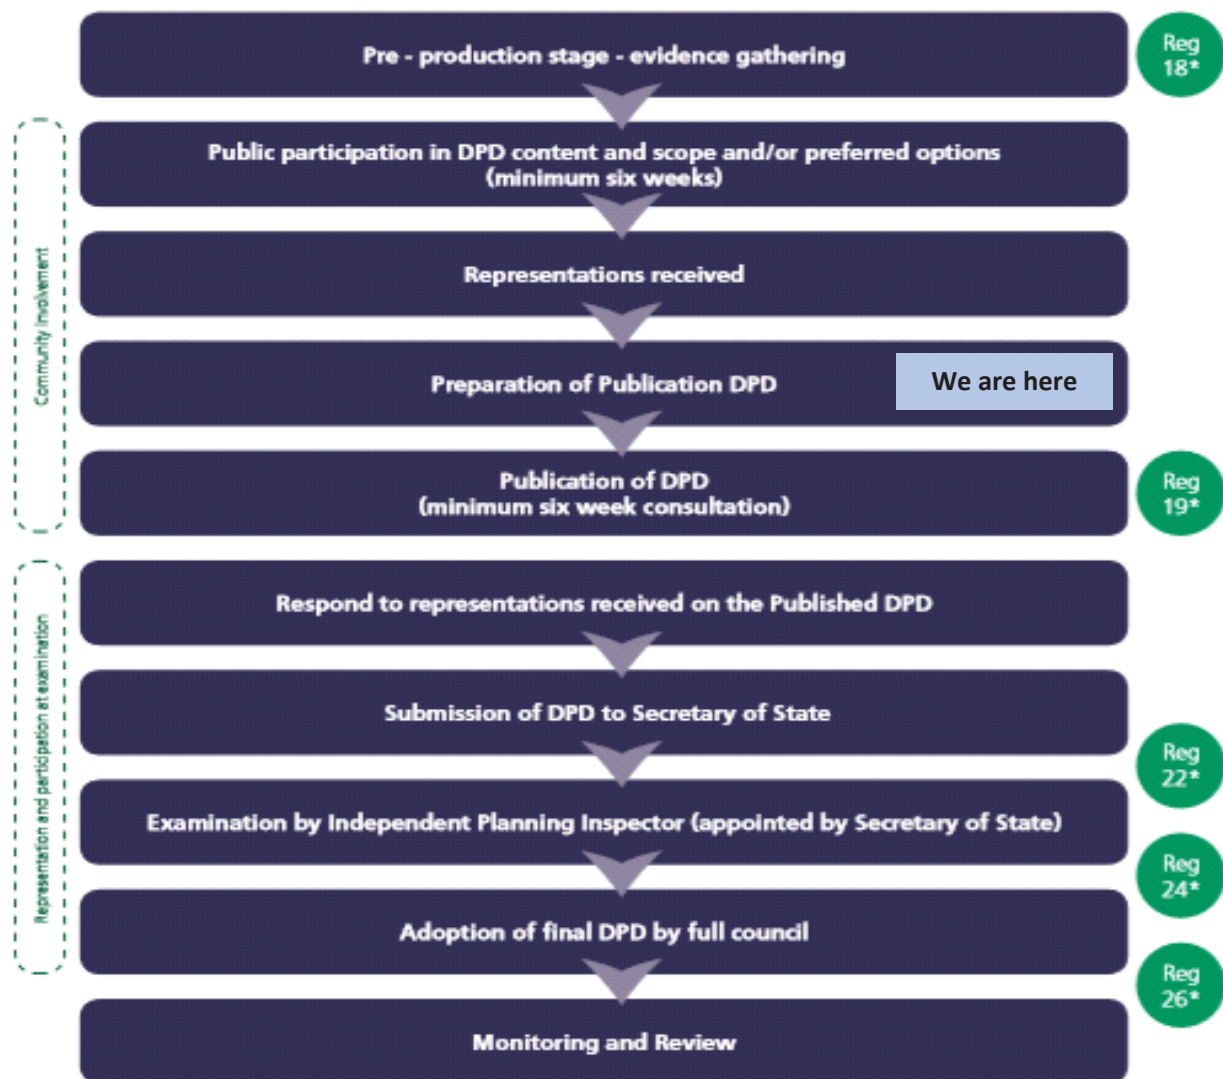 Pre - production stage - evidence gathering
Reg
18*
Community involvement
Public participation in DPD content and scope and/or preferred options
(minimum six weeks)
Representations received
Preparation of Publication DPD
We are here
Publication of DPD
(minimum six week consultation)
Reg
19*
Representation and participation at examination
Respond to representations received on the Published DPD
Submission of DPD to Secretary of State
Reg
22*
Examination by Independent Planning Inspector (appointed by Secretary of State)
Reg
24*
Adoption of final DPD by full council
Reg
26*
Monitoring and Review